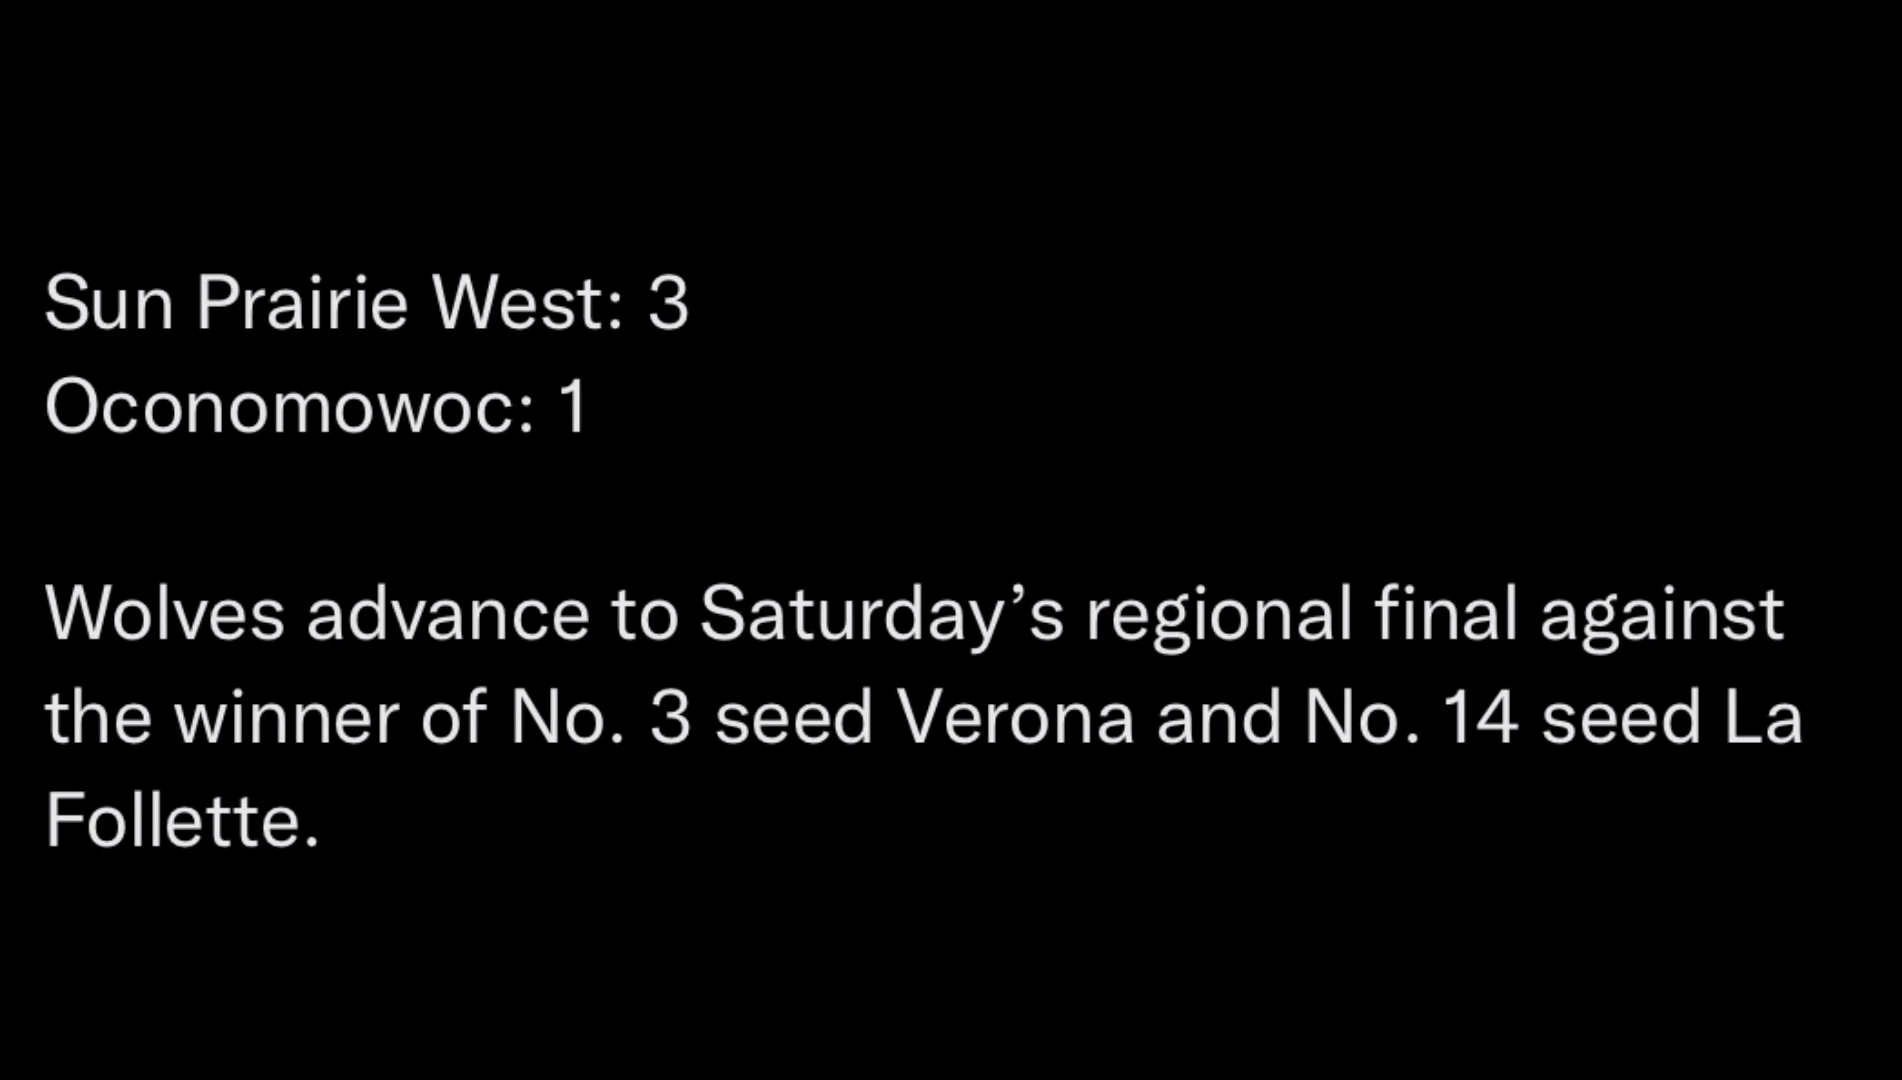 Sun Prairie West: 3
Oconomowoc: 1
Wolves advance to Saturday’s regional final against
the winner of No. 3 seed Verona and No. 14 seed La
Follette.